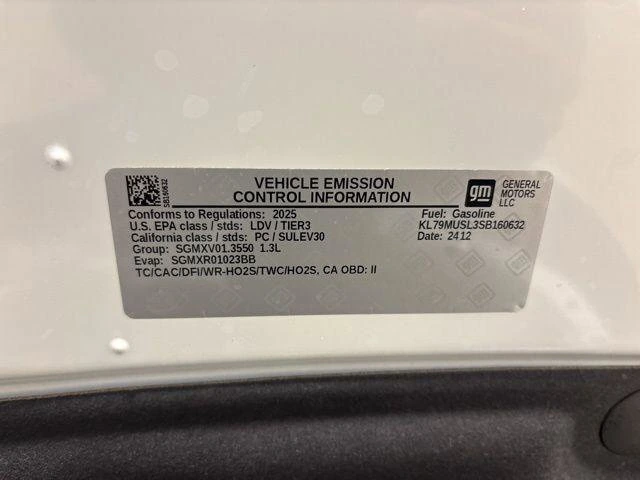 SB160632
VEHICLE EMISSION
CONTROL INFORMATION
gm
GENERAL
MOTORS
LLC
Conforms to Regulations: 2025
U.S. EPA class / stds: LDV / TIER3
California class / stds: PC / SULEV30
Group: SGMXV01.3550 1.3L
Evap: SGMXR01023BB
TC/CAC/DFI/WR-HO2S/TWC/HO2S, CA OBD: II
Fuel: Gasoline
KL79MUSL3SB160632
Date: 2412